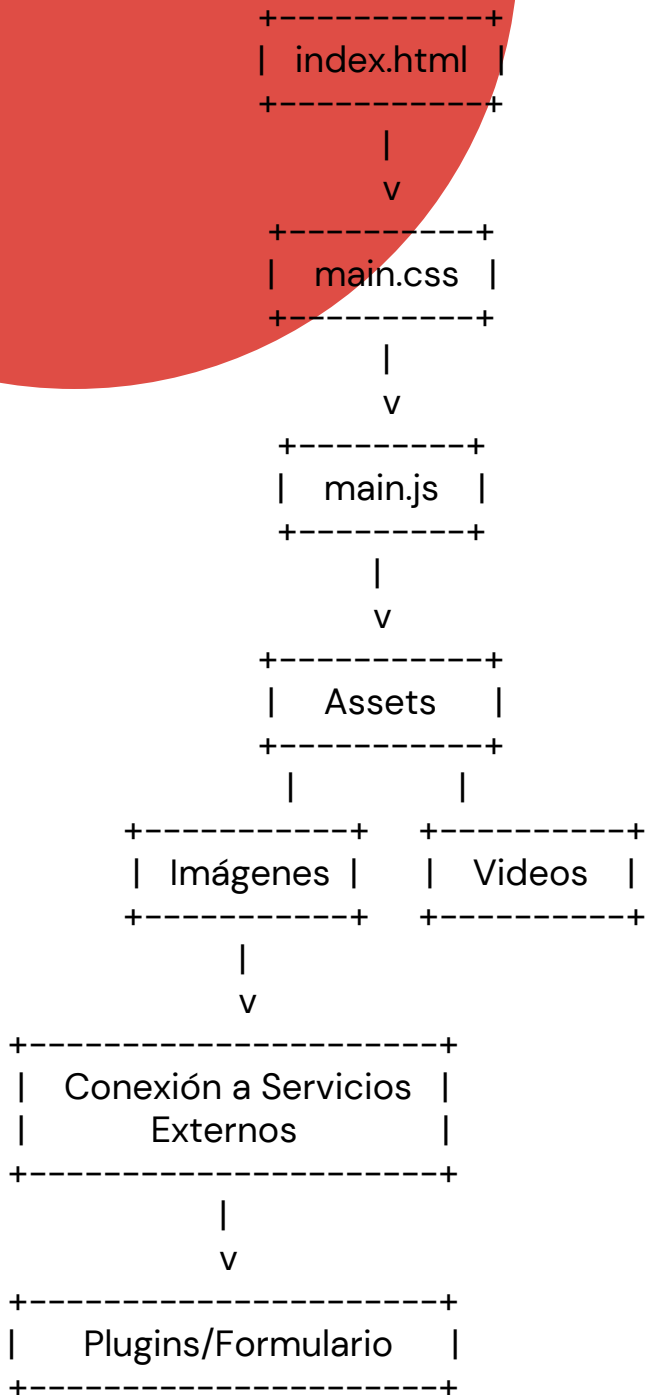 +-----------+
| index.html |
+-----------+
|
v
+----------+
| main.css |
+----------+
|
v
+---------+
| main.js |
+---------+
|
v
+-----------+
| Assets |
+-----------+
| |
+-----------+ +----------+
| Imágenes | | Videos |
+-----------+ +----------+
|
v
+----------------------+
| Conexión a Servicios |
| Externos |
+----------------------+
|
v
+----------------------+
| Plugins/Formulario |
+----------------------+